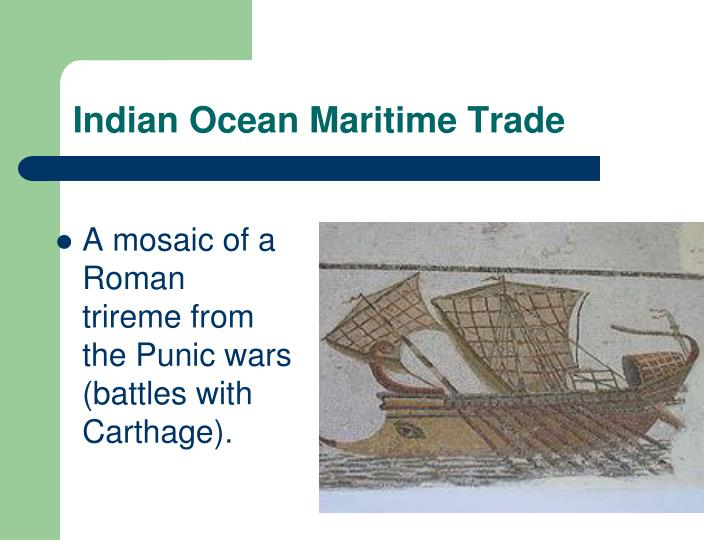 Indian Ocean Maritime Trade
A mosaic of a
Roman
trireme from
the Punic wars
(battles with
Carthage).